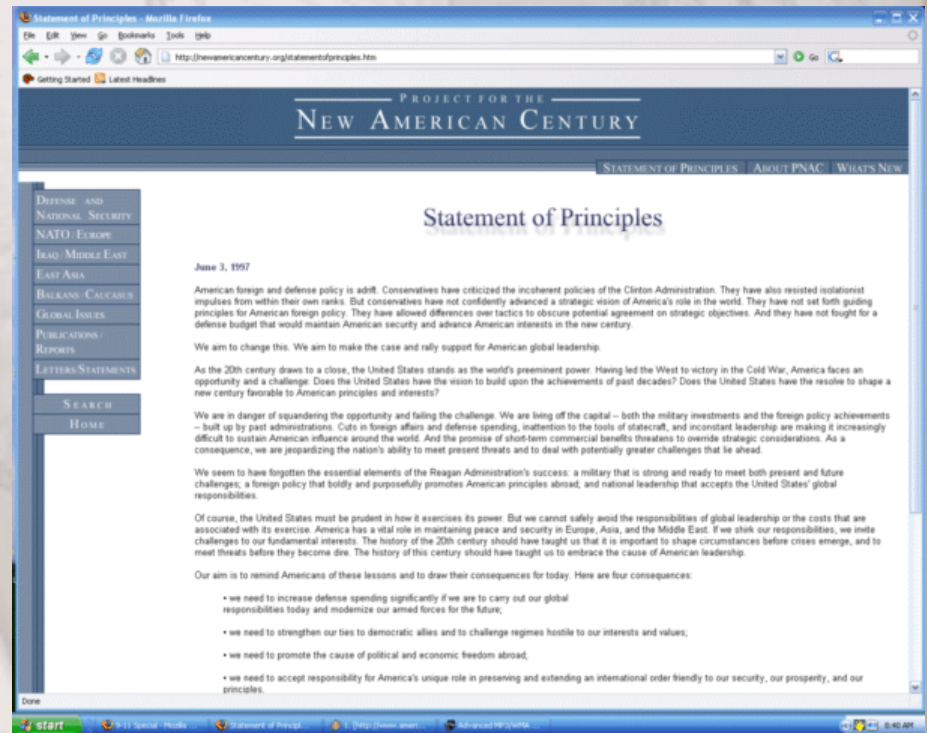 Statement of Principles - Mozilla Firefox
File Edit View Go Bookmarks Tools Help
http://newamericancentury.org/statementofprinciples.htm
Go
Getting Started Latest Headlines
PROJECT FOR THE
NEW AMERICAN CENTURY
STATEMENT OF PRINCIPLES ABOUT PNAC WHAT'S NEW
DEFENSE AND
NATIONAL SECURITY
NATO / EUROPE
IRAQ / MIDDLE EAST
EAST ASIA
BALKANS / CAUCASUS
GLOBAL ISSUES
PUBLICATIONS /
REPORTS
LETTERS / STATEMENTS
SEARCH
HOME
Statement of Principles
June 3, 1997
American foreign and defense policy is adrift. Conservatives have criticized the incoherent policies of the Clinton Administration. They have also resisted isolationist
impulses from within their own ranks. But conservatives have not confidently advanced a strategic vision of America's role in the world. They have not set forth guiding
principles for American foreign policy. They have allowed differences over tactics to obscure potential agreement on strategic objectives. And they have not fought for a
defense budget that would maintain American security and advance American interests in the new century.
We aim to change this. We aim to make the case and rally support for American global leadership.
As the 20th century draws to a close, the United States stands as the world's preeminent power. Having led the West to victory in the Cold War, America faces an
opportunity and a challenge: Does the United States have the vision to build upon the achievements of past decades? Does the United States have the resolve to shape a
new century favorable to American principles and interests?
We are in danger of squandering the opportunity and failing the challenge. We are living off the capital -- both the military investments and the foreign policy achievements
-- built up by past administrations. Cuts in foreign affairs and defense spending, inattention to the tools of statecraft, and inconstant leadership are making it increasingly
difficult to sustain American influence around the world. And the promise of short-term commercial benefits threatens to override strategic considerations. As a
consequence, we are jeopardizing the nation's ability to meet present threats and to deal with potentially greater challenges that lie ahead.
We seem to have forgotten the essential elements of the Reagan Administration's success: a military that is strong and ready to meet both present and future
challenges; a foreign policy that boldly and purposefully promotes American principles abroad; and national leadership that accepts the United States' global
responsibilities.
Of course, the United States must be prudent in how it exercises its power. But we cannot safely avoid the responsibilities of global leadership or the costs that are
associated with its exercise. America has a vital role in maintaining peace and security in Europe, Asia, and the Middle East. If we shirk our responsibilities, we invite
challenges to our fundamental interests. The history of the 20th century should have taught us that it is important to shape circumstances before crises emerge, and to
meet threats before they become dire. The history of this century should have taught us to embrace the cause of American leadership.
Our aim is to remind Americans of these lessons and to draw their consequences for today. Here are four consequences:
• we need to increase defense spending significantly if we are to carry out our global
responsibilities today and modernize our armed forces for the future;
• we need to strengthen our ties to democratic allies and to challenge regimes hostile to our interests and values;
• we need to promote the cause of political and economic freedom abroad;
• we need to accept responsibility for America's unique role in preserving and extending an international order friendly to our security, our prosperity, and our
principles.
Done
start 9-11 Special - Mozilla ... Statement of Principl... 1. [http://www.ameri... Advanced MP3/WMA ... 8:40 AM